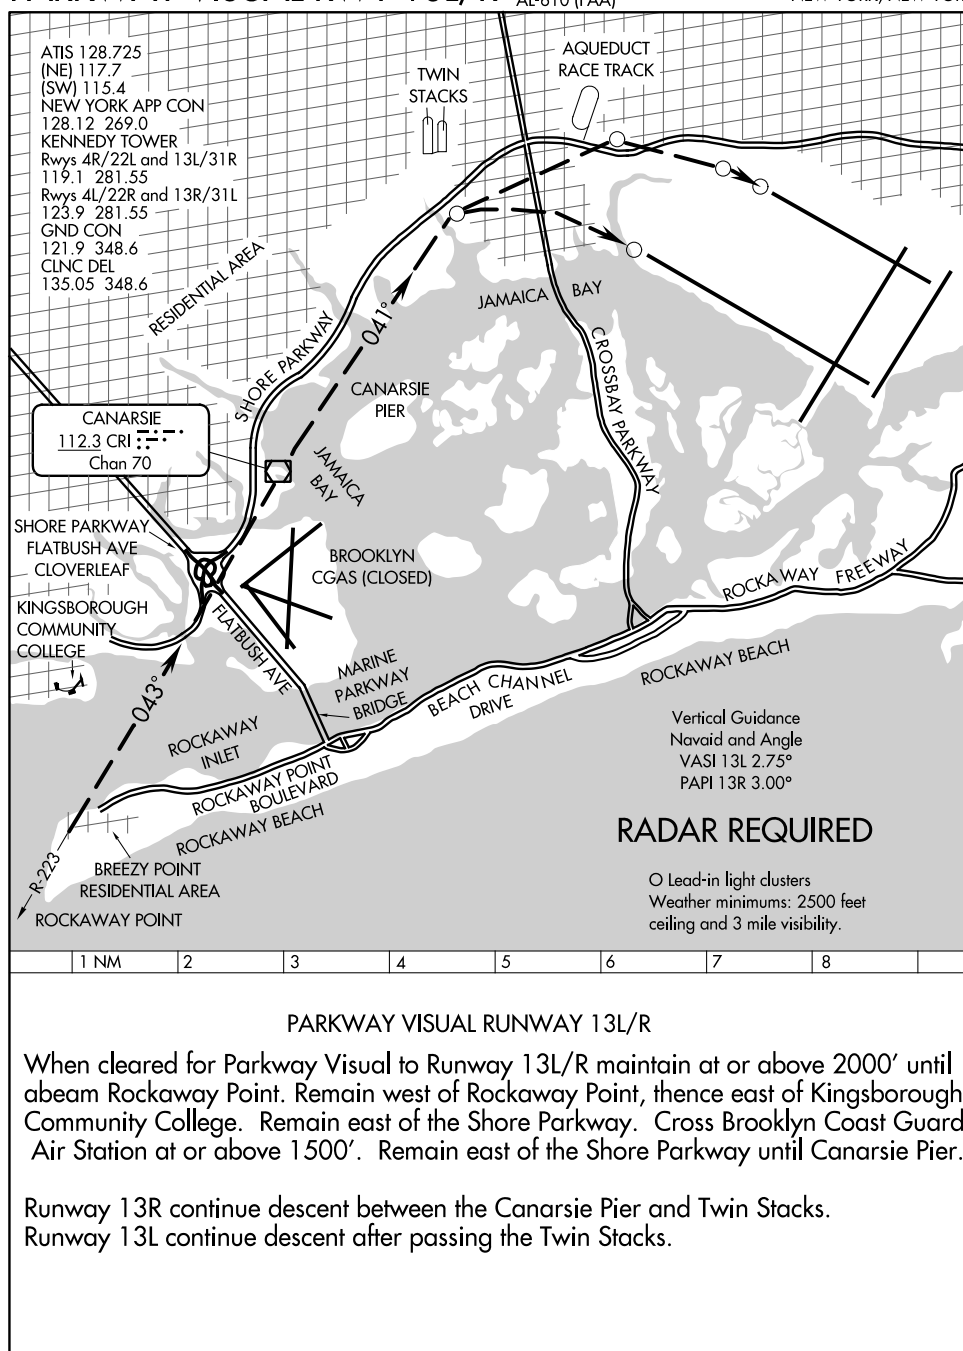 AL-610 (FAA)
ATIS 128.725
(NE) 117.7
(SW) 115.4
NEW YORK APP CON
128.12 269.0
KENNEDY TOWER
Rwys 4R/22L and 13L/31R
119.1 281.55
Rwys 4L/22R and 13R/31L
123.9 281.55
GND CON
121.9 348.6
CLNC DEL
135.05 348.6
TWIN
STACKS
AQUEDUCT
RACE TRACK
RESIDENTIAL AREA
SHORE PARKWAY
041°
JAMAICA BAY
CROSSBAY PARKWAY
CANARSIE
PIER
CANARSIE
112.3 CRI
Chan 70
JAMAICA
BAY
SHORE PARKWAY
FLATBUSH AVE
CLOVERLEAF
BROOKLYN
CGAS (CLOSED)
KINGSBOROUGH
COMMUNITY
COLLEGE
FLATBUSH AVE
ROCKAWAY FREEWAY
043°
MARINE
PARKWAY
BRIDGE
BEACH CHANNEL
DRIVE
ROCKAWAY BEACH
ROCKAWAY
INLET
ROCKAWAY POINT
BOULEVARD
ROCKAWAY BEACH
Vertical Guidance
Navaid and Angle
VASI 13L 2.75°
PAPI 13R 3.00°
RADAR REQUIRED
R-223
BREEZY POINT
RESIDENTIAL AREA
ROCKAWAY POINT
O Lead-in light clusters
Weather minimums: 2500 feet
ceiling and 3 mile visibility.
1 NM 2 3 4 5 6 7 8
PARKWAY VISUAL RUNWAY 13L/R
When cleared for Parkway Visual to Runway 13L/R maintain at or above 2000' until
abeam Rockaway Point. Remain west of Rockaway Point, thence east of Kingsborough
Community College. Remain east of the Shore Parkway. Cross Brooklyn Coast Guard
Air Station at or above 1500'. Remain east of the Shore Parkway until Canarsie Pier.
Runway 13R continue descent between the Canarsie Pier and Twin Stacks.
Runway 13L continue descent after passing the Twin Stacks.